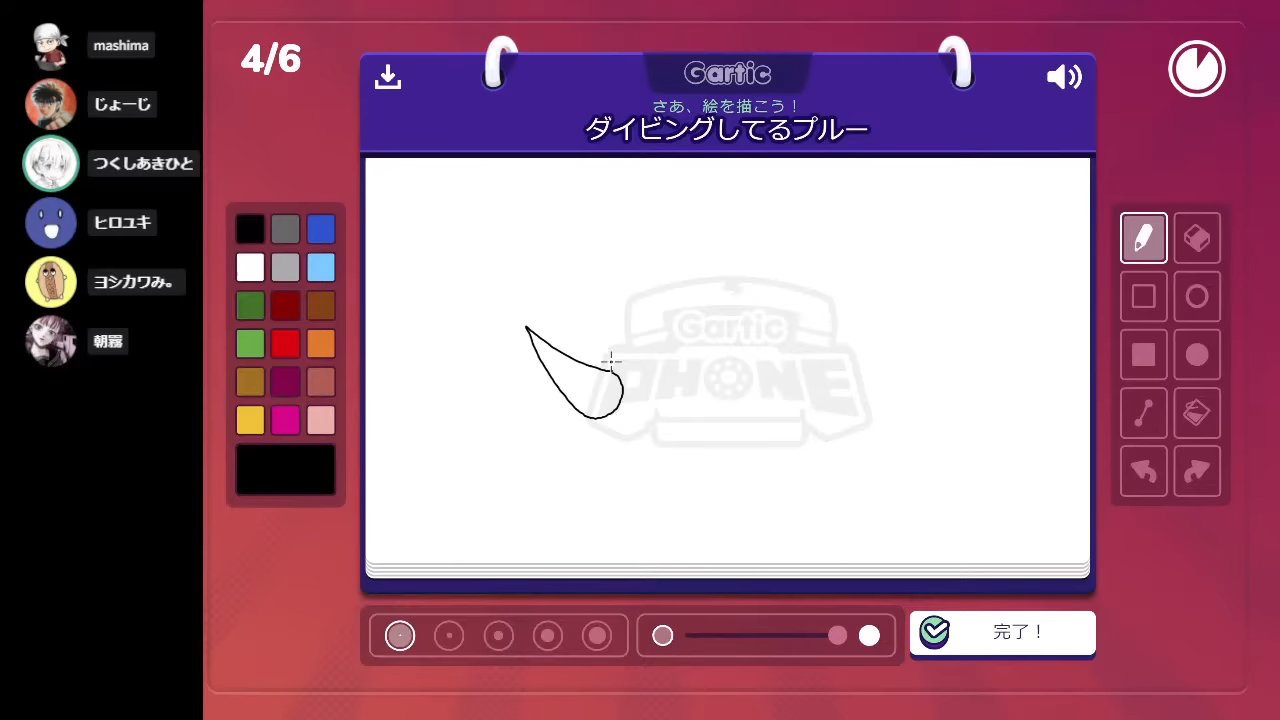 mashima
じょーじ
つくしあきひと
ヒロユキ
ヨシカワみ。
朝霧
4/6
Gartic
さあ、絵を描こう！
ダイビングしてるプルー
Gartic
PHONE
完了！